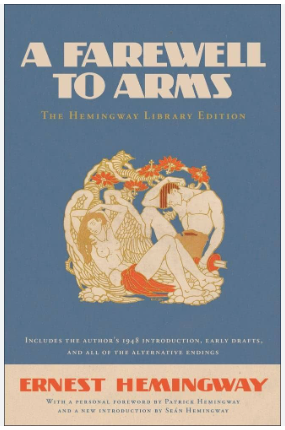 A FAREWELL
TO ARMS
THE HEMINGWAY LIBRARY EDITION
INCLUDES THE AUTHOR'S 1948 INTRODUCTION, EARLY DRAFTS,
AND ALL OF THE ALTERNATIVE ENDINGS
ERNEST HEMINGWAY
WITH A PERSONAL FOREWORD BY PATRICK HEMINGWAY
AND A NEW INTRODUCTION BY SEÁN HEMINGWAY